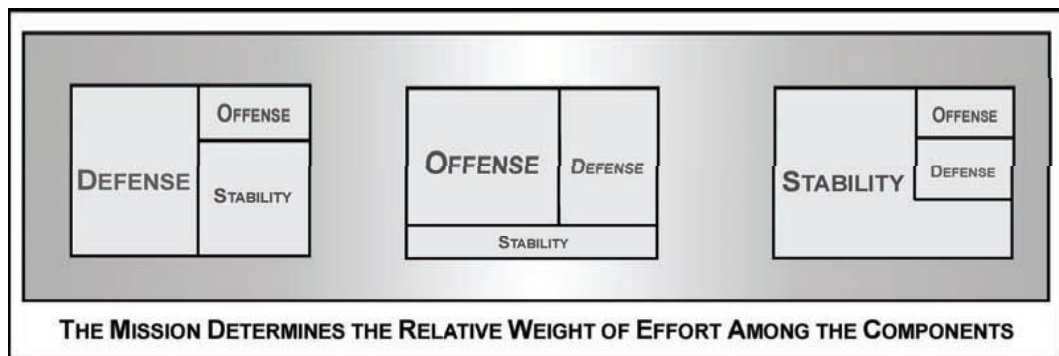 OFFENSE
DEFENSE
STABILITY
OFFENSE
DEFENSE
STABILITY
OFFENSE
STABILITY
DEFENSE
THE MISSION DETERMINES THE RELATIVE WEIGHT OF EFFORT AMONG THE COMPONENTS